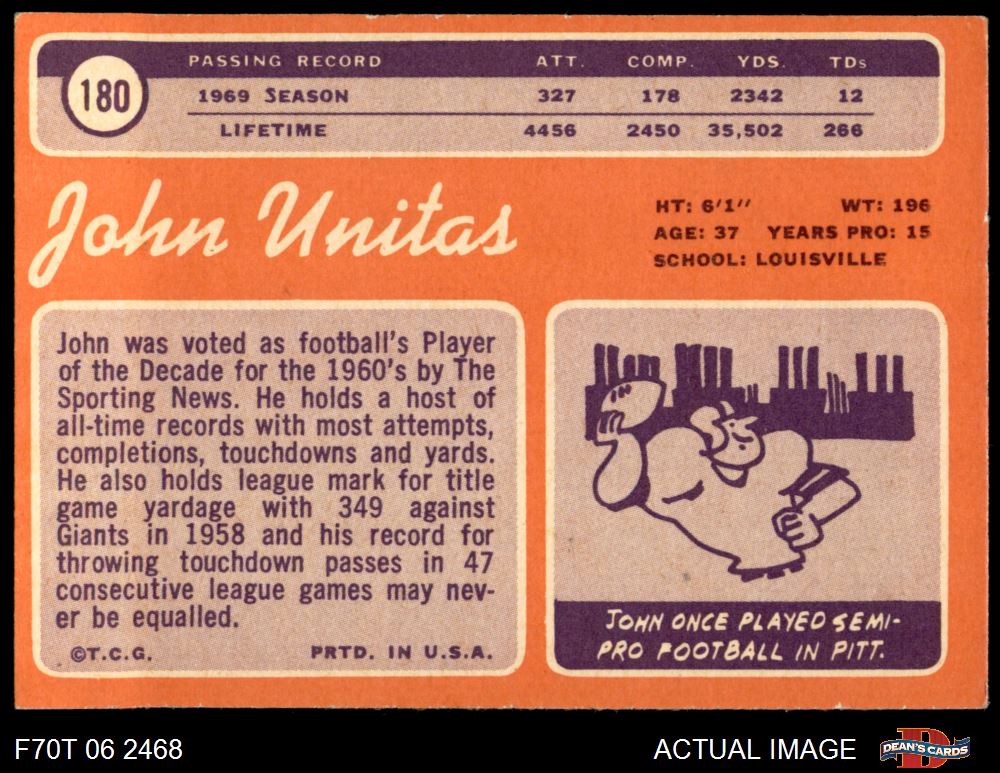 180
PASSING RECORD ATT. COMP. YDS. TDs
1969 SEASON 327 178 2342 12
LIFETIME 4456 2450 35,502 266
John Unitas
HT: 6'1'' WT: 196
AGE: 37 YEARS PRO: 15
SCHOOL: LOUISVILLE
John was voted as football's Player
of the Decade for the 1960's by The
Sporting News. He holds a host of
all-time records with most attempts,
completions, touchdowns and yards.
He also holds league mark for title
game yardage with 349 against
Giants in 1958 and his record for
throwing touchdown passes in 47
consecutive league games may nev-
er be equalled.
©T.C.G. PRTD. IN U.S.A.
JOHN ONCE PLAYED SEMI-
PRO FOOTBALL IN PITT.
F70T 06 2468 ACTUAL IMAGE
D
DEAN'S CARDS